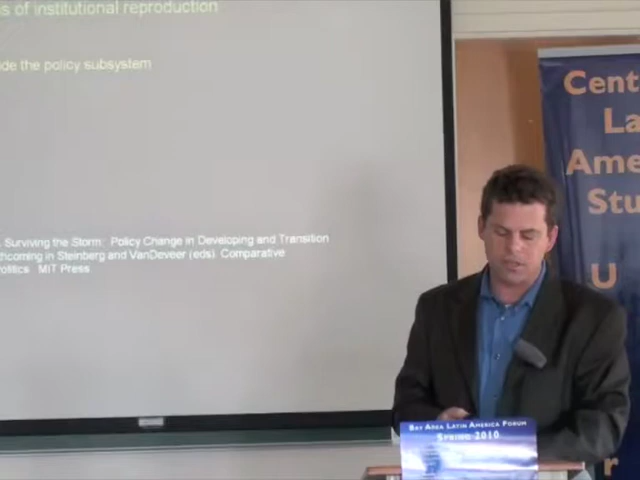 s of institutional reproduction
de the policy subsystem
. Surviving the Storm: Policy Change in Developing and Transition
thcoming in Steinberg and VanDeveer (eds) Comparative
olitics MIT Press
Cent
La
Ame
Stu
U
r
BAY AREA LATIN AMERICA FORUM
SPRING 2010